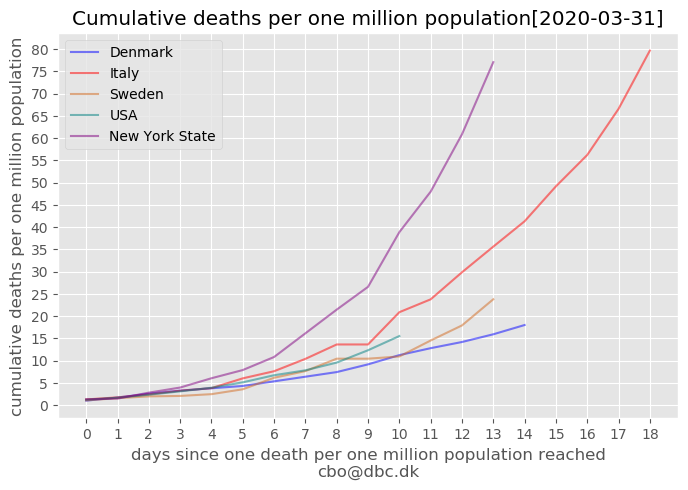 Cumulative deaths per one million population[2020-03-31]
cumulative deaths per one million population
80
75
70
65
60
55
50
45
40
35
30
25
20
15
10
5
0
Denmark
Italy
Sweden
USA
New York State
0 1 2 3 4 5 6 7 8 9 10 11 12 13 14 15 16 17 18
days since one death per one million population reached
cbo@dbc.dk